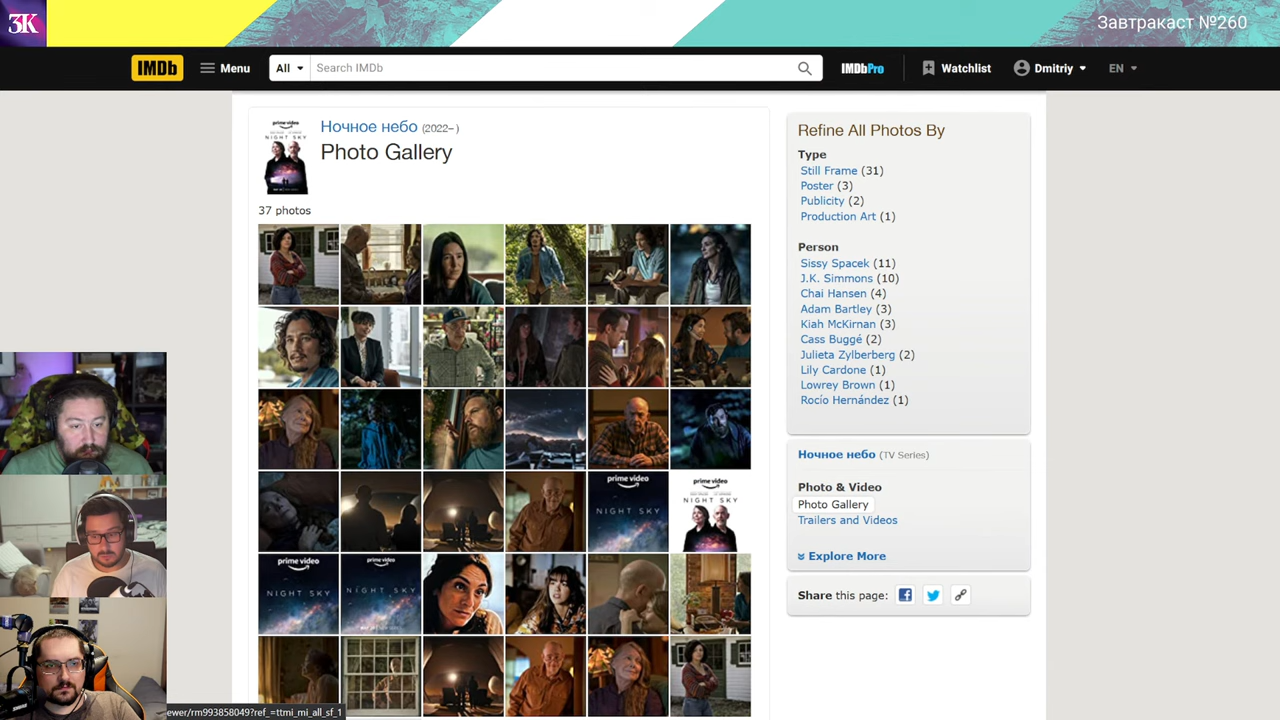 3K
Завтракаст №260
IMDb
Menu
All
Search IMDb
IMDbPro
Watchlist
Dmitriy
EN
prime video
NIGHT SKY
Ночное небо (2022– )
Photo Gallery
37 photos
prime video
NIGHT SKY
prime video
NIGHT SKY
prime video
NIGHT SKY
prime video
NIGHT SKY
Refine All Photos By
Type
Still Frame (31)
Poster (3)
Publicity (2)
Production Art (1)
Person
Sissy Spacek (11)
J.K. Simmons (10)
Chai Hansen (4)
Adam Bartley (3)
Kiah McKirnan (3)
Cass Buggé (2)
Julieta Zylberberg (2)
Lily Cardone (1)
Lowrey Brown (1)
Rocío Hernández (1)
Ночное небо (TV Series)
Photo & Video
Photo Gallery
Trailers and Videos
Explore More
Share this page:
ewer/rm993858049?ref_=ttmi_mi_all_sf_1